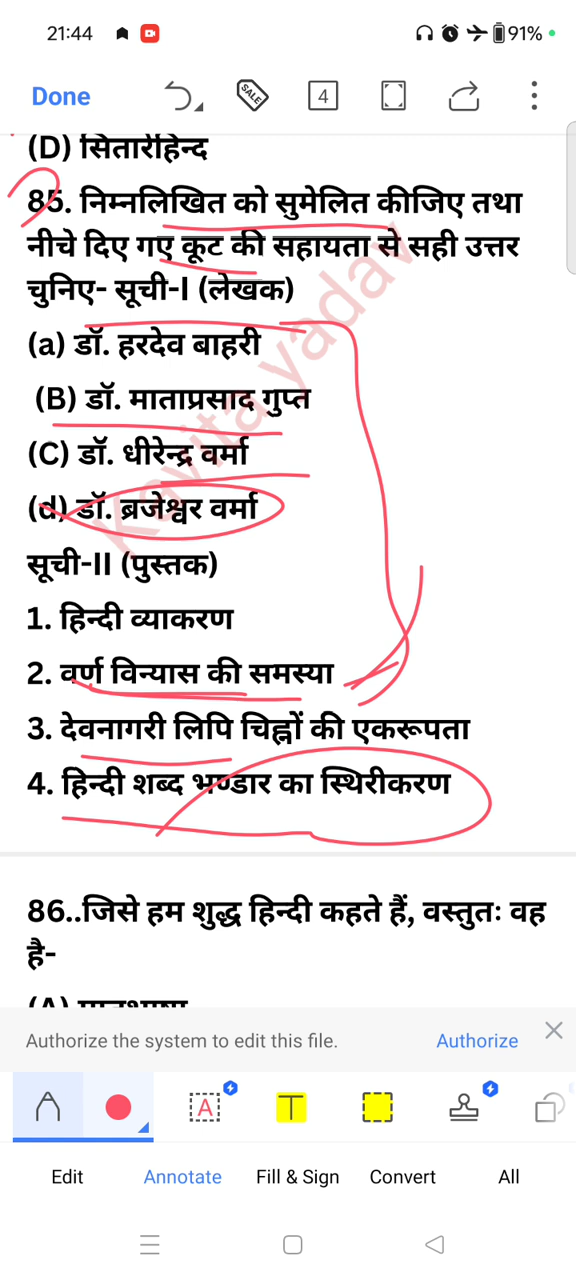 21:44
91%
Done
SALE
4
(D) सितारेहिन्द
85. निम्नलिखित को सुमेलित कीजिए तथा
नीचे दिए गए कूट की सहायता से सही उत्तर
चुनिए- सूची-I (लेखक)
(a) डॉ. हरदेव बाहरी
(B) डॉ. माताप्रसाद गुप्त
(C) डॉ. धीरेन्द्र वर्मा
(d) डॉ. ब्रजेश्वर वर्मा
सूची-II (पुस्तक)
1. हिन्दी व्याकरण
2. वर्ण विन्यास की समस्या
3. देवनागरी लिपि चिह्नों की एकरूपता
4. हिन्दी शब्द भण्डार का स्थिरीकरण
Kavita yadav
86..जिसे हम शुद्ध हिन्दी कहते हैं, वस्तुतः वह
है-
(A)
Authorize the system to edit this file.
Authorize
A
T
Edit
Annotate
Fill & Sign
Convert
All